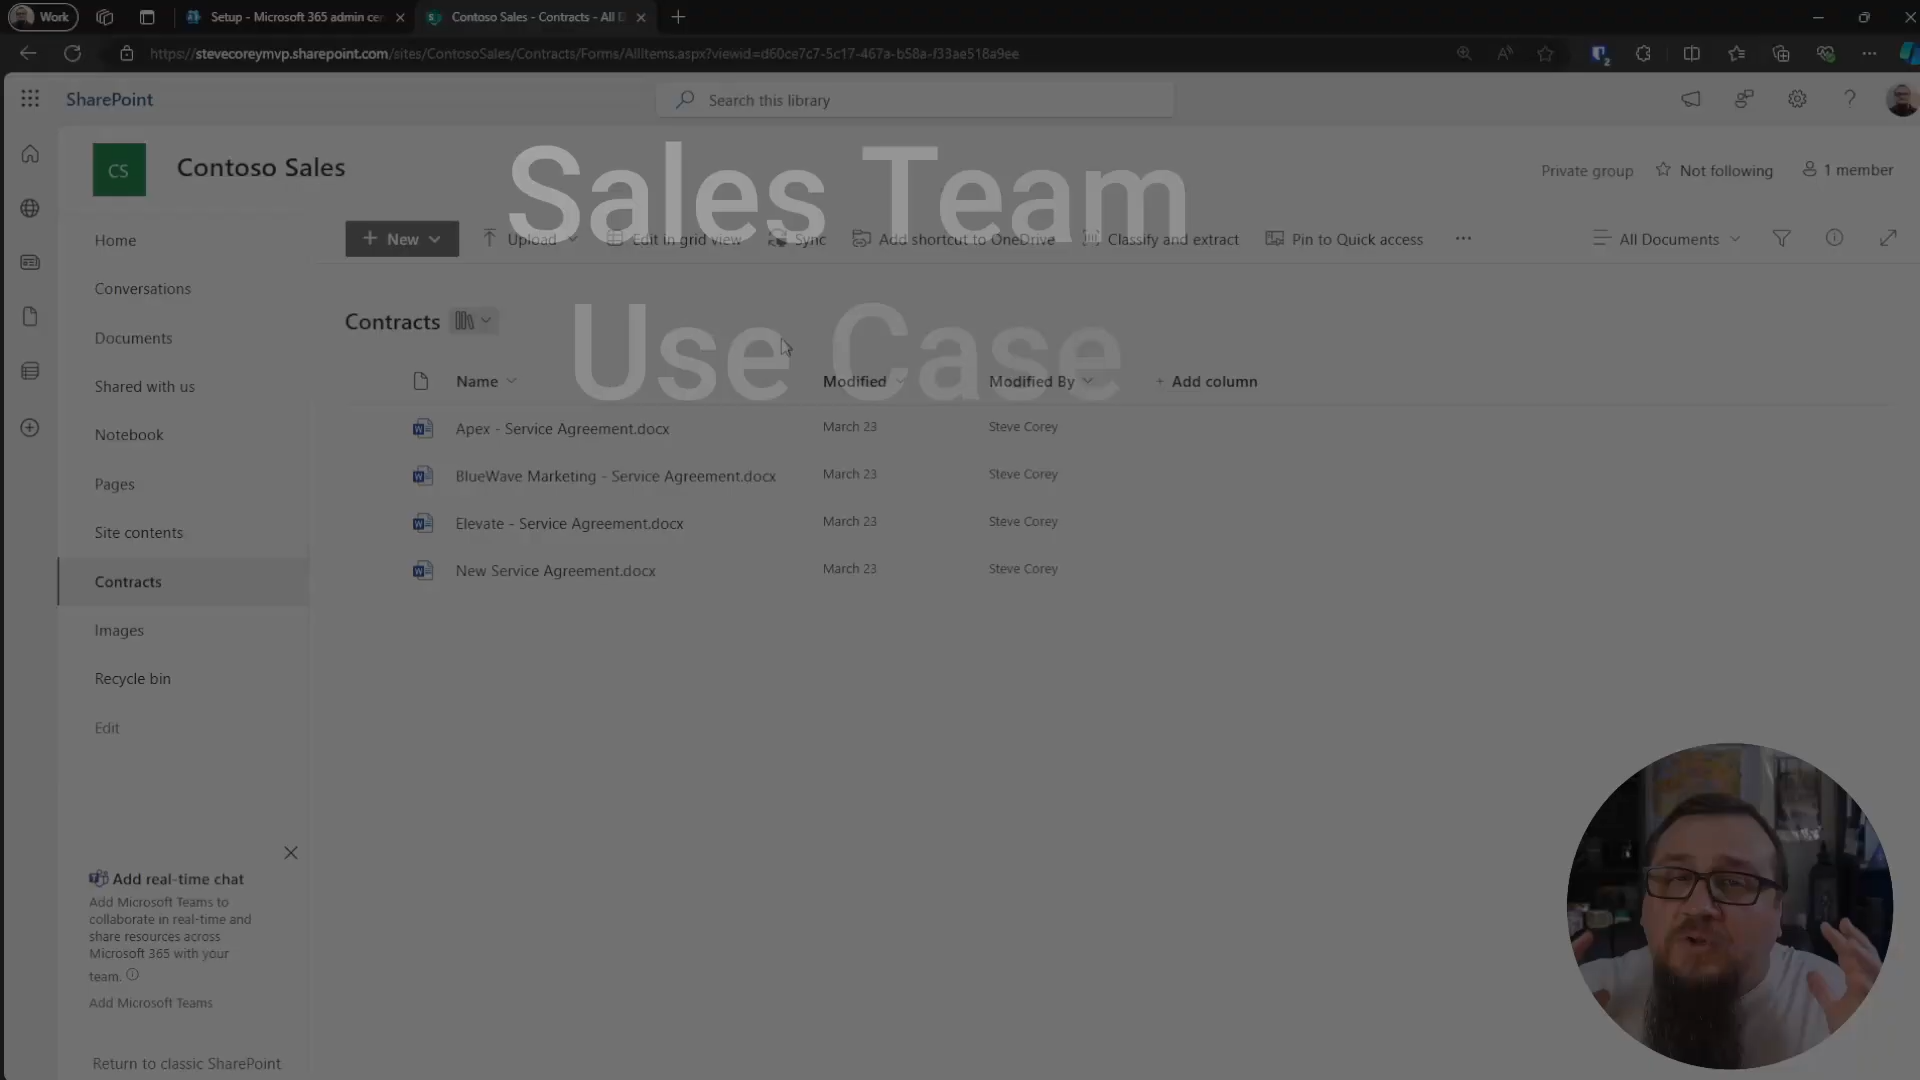 Work
Setup - Microsoft 365 admin cen
Contoso Sales - Contracts - All D
https://stevecoreymvp.sharepoint.com/sites/ContosoSales/Contracts/Forms/AllItems.aspx?viewid=d60ce7c7-5c17-467a-b58a-f33ae518a9ee
2
SharePoint
Search this library
CS
Contoso Sales
Sales Team
Use Case
Private group
Not following
1 member
New
Upload
Edit in grid view
Sync
Add shortcut to OneDrive
Classify and extract
Pin to Quick access
All Documents
Home
Conversations
Documents
Shared with us
Notebook
Pages
Site contents
Contracts
Images
Recycle bin
Edit
Contracts
Name
Modified
Modified By
+ Add column
Apex - Service Agreement.docx
March 23
Steve Corey
BlueWave Marketing - Service Agreement.docx
March 23
Steve Corey
Elevate - Service Agreement.docx
March 23
Steve Corey
New Service Agreement.docx
March 23
Steve Corey
Add real-time chat
Add Microsoft Teams to
collaborate in real-time and
share resources across
Microsoft 365 with your
team.
Add Microsoft Teams
Return to classic SharePoint